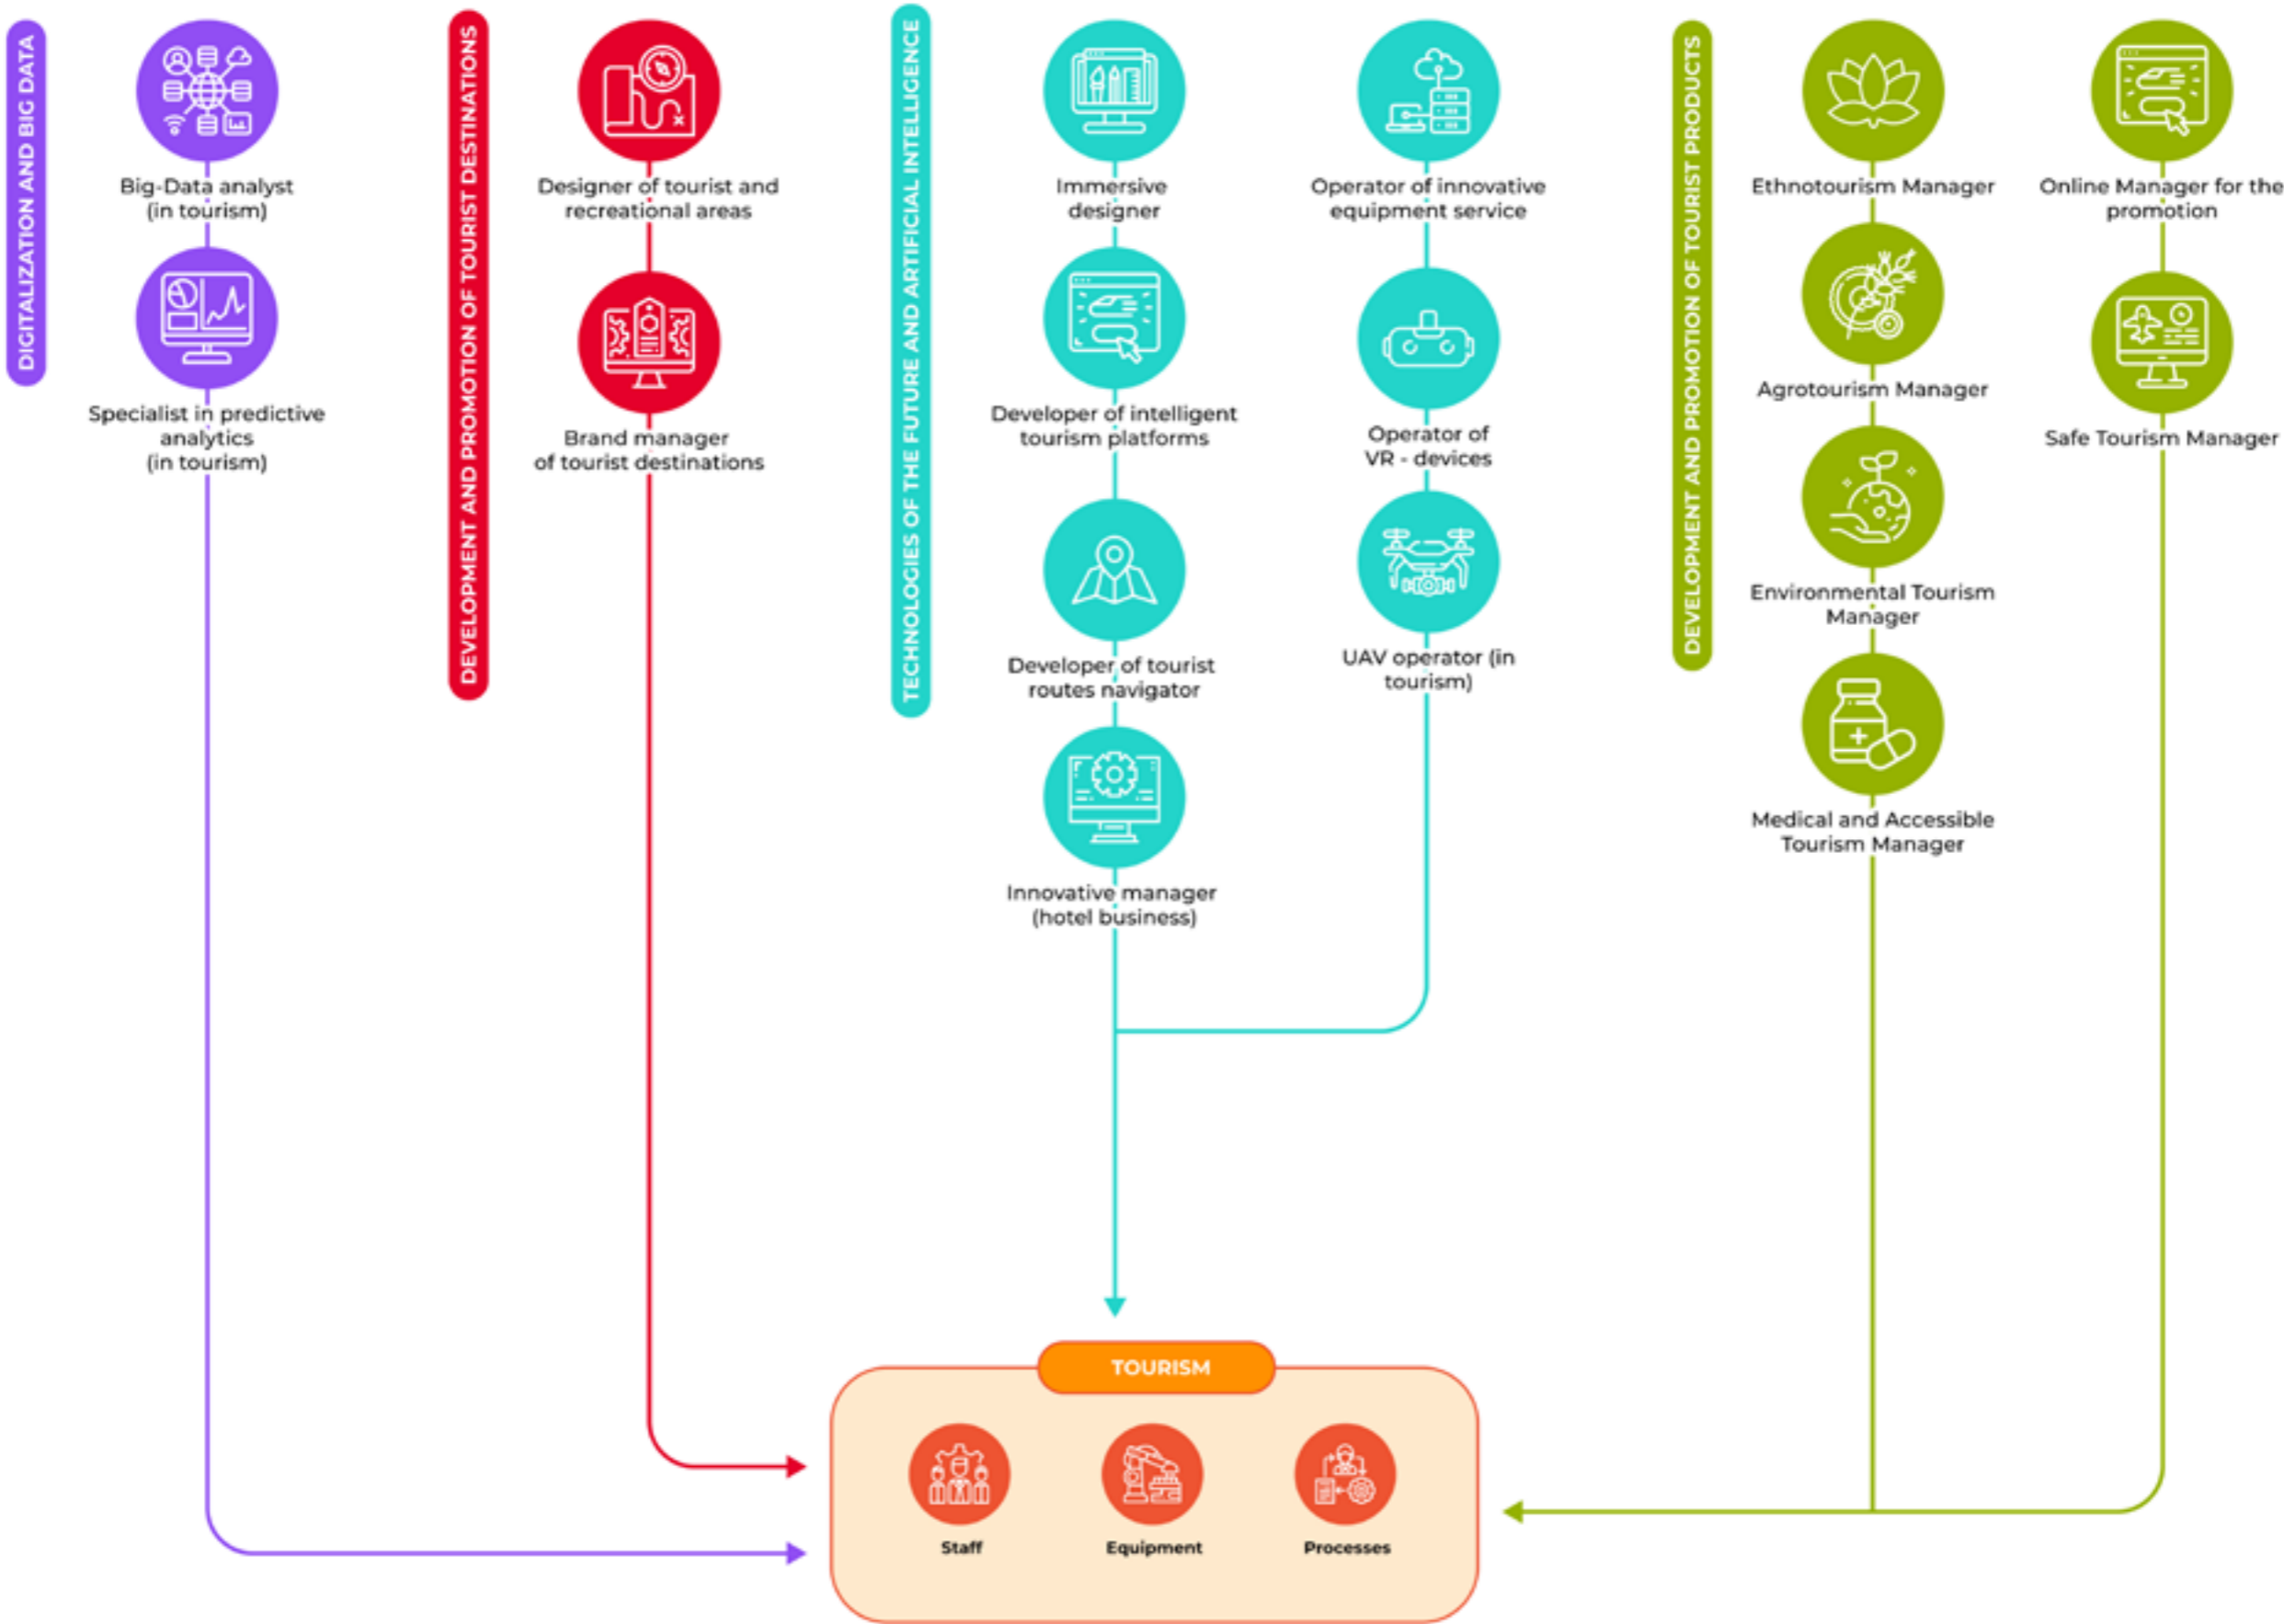 DIGITALIZATION AND BIG DATA
Big-Data analyst
(in tourism)
Specialist in predictive
analytics
(in tourism)
DEVELOPMENT AND PROMOTION OF TOURIST DESTINATIONS
Designer of tourist and
recreational areas
Brand manager
of tourist destinations
TECHNOLOGIES OF THE FUTURE AND ARTIFICIAL INTELLIGENCE
Immersive
designer
Developer of intelligent
tourism platforms
Developer of tourist
routes navigator
Innovative manager
(hotel business)
Operator of innovative
equipment service
Operator of
VR - devices
UAV operator (in
tourism)
DEVELOPMENT AND PROMOTION OF TOURIST PRODUCTS
Ethnotourism Manager
Agrotourism Manager
Environmental Tourism
Manager
Medical and Accessible
Tourism Manager
Online Manager for the
promotion
Safe Tourism Manager
TOURISM
Staff
Equipment
Processes